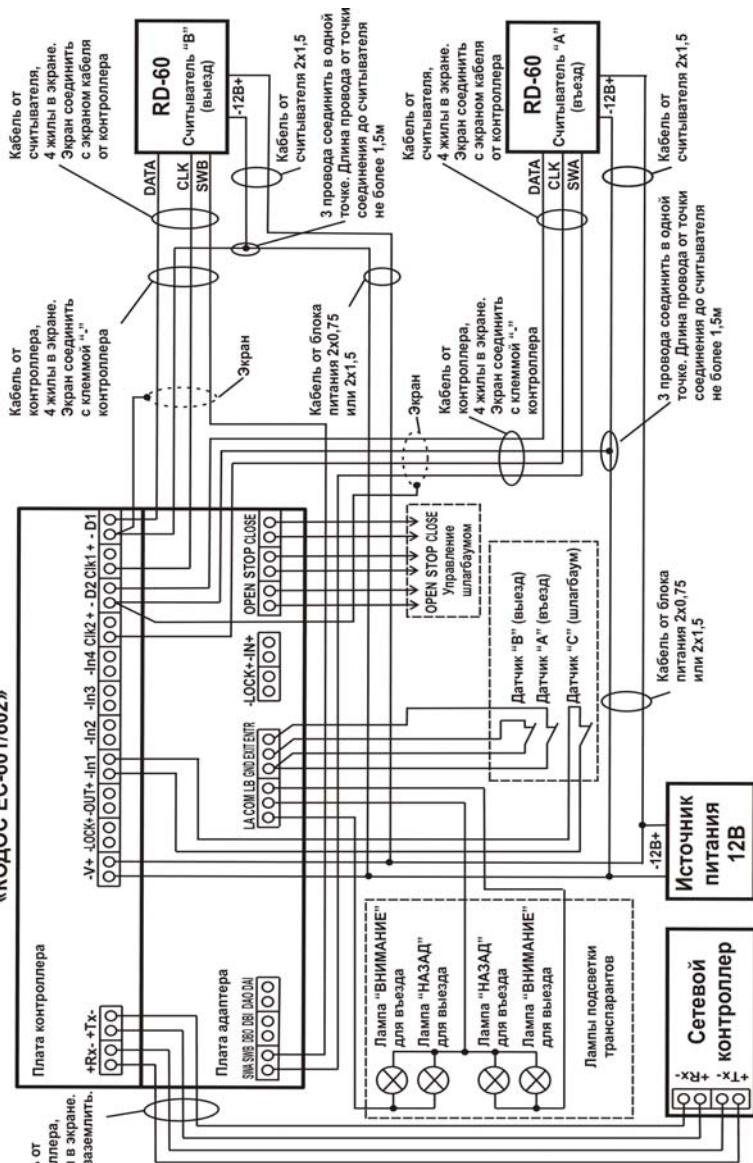 «КОДОС ЕС-601/602»
Плата контроллера
+Rx- +Tx-
-V+ -LOCK+ -OUT+ -In1 -In2 -In3 -In4 Clk2 + - D2 Clk1 + - D1
Плата адаптера
SWA SWB DBO DBI DAO DAI
LA COM LB GND EXIT ENTR
-LOCK+-IN+
OPEN STOP CLOSE
Кабель от
контроллера,
4 жилы в экране.
Экран соединить
с клеммой “-”
контроллера
Экран
Кабель от
считывателя,
4 жилы в экране.
Экран соединить
с экраном кабеля
от контроллера
DATA
CLK
SWB
RD-60
Считыватель “B”
(выезд)
-12В+
Кабель от
считывателя 2х1,5
3 провода соединить в одной
точке. Длина провода от точки
соединения до считывателя
не более 1,5м
Кабель от блока
питания 2х0,75
или 2х1,5
Экран
Кабель от
контроллера,
4 жилы в экране.
Экран соединить
с клеммой “-”
контроллера
Кабель от
считывателя,
4 жилы в экране.
Экран соединить
с экраном кабеля
от контроллера
DATA
CLK
SWA
RD-60
Считыватель “A”
(въезд)
-12В+
Кабель от
считывателя 2х1,5
3 провода соединить в одной
точке. Длина провода от точки
соединения до считывателя
не более 1,5м
OPEN STOP CLOSE
Управление
шлагбаумом
Датчик “B” (выезд)
Датчик “A” (въезд)
Датчик “C” (шлагбаум)
Кабель от блока
питания 2х0,75
или 2х1,5
Лампа “ВНИМАНИЕ”
для въезда
Лампа “НАЗАД”
для выезда
Лампа “НАЗАД”
для въезда
Лампа “ВНИМАНИЕ”
для выезда
Лампы подсветки
транспарантов
-12В+
Источник
питания
12В
Сетевой
контроллер
+Tx- +Rx-
от
ллера,
в экране.
заземлить.